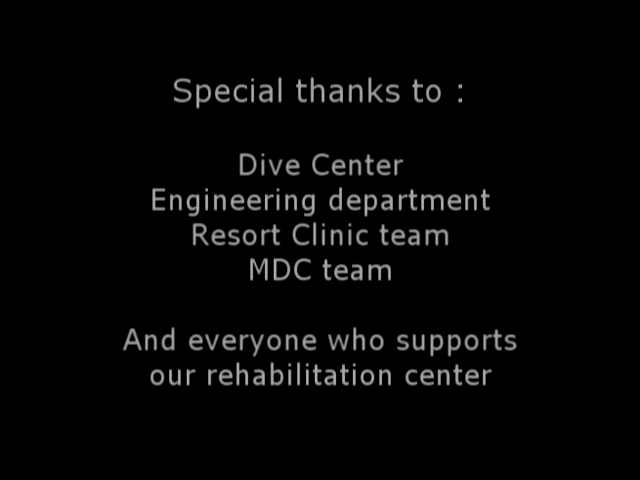 Special thanks to :
Dive Center
Engineering department
Resort Clinic team
MDC team
And everyone who supports
our rehabilitation center